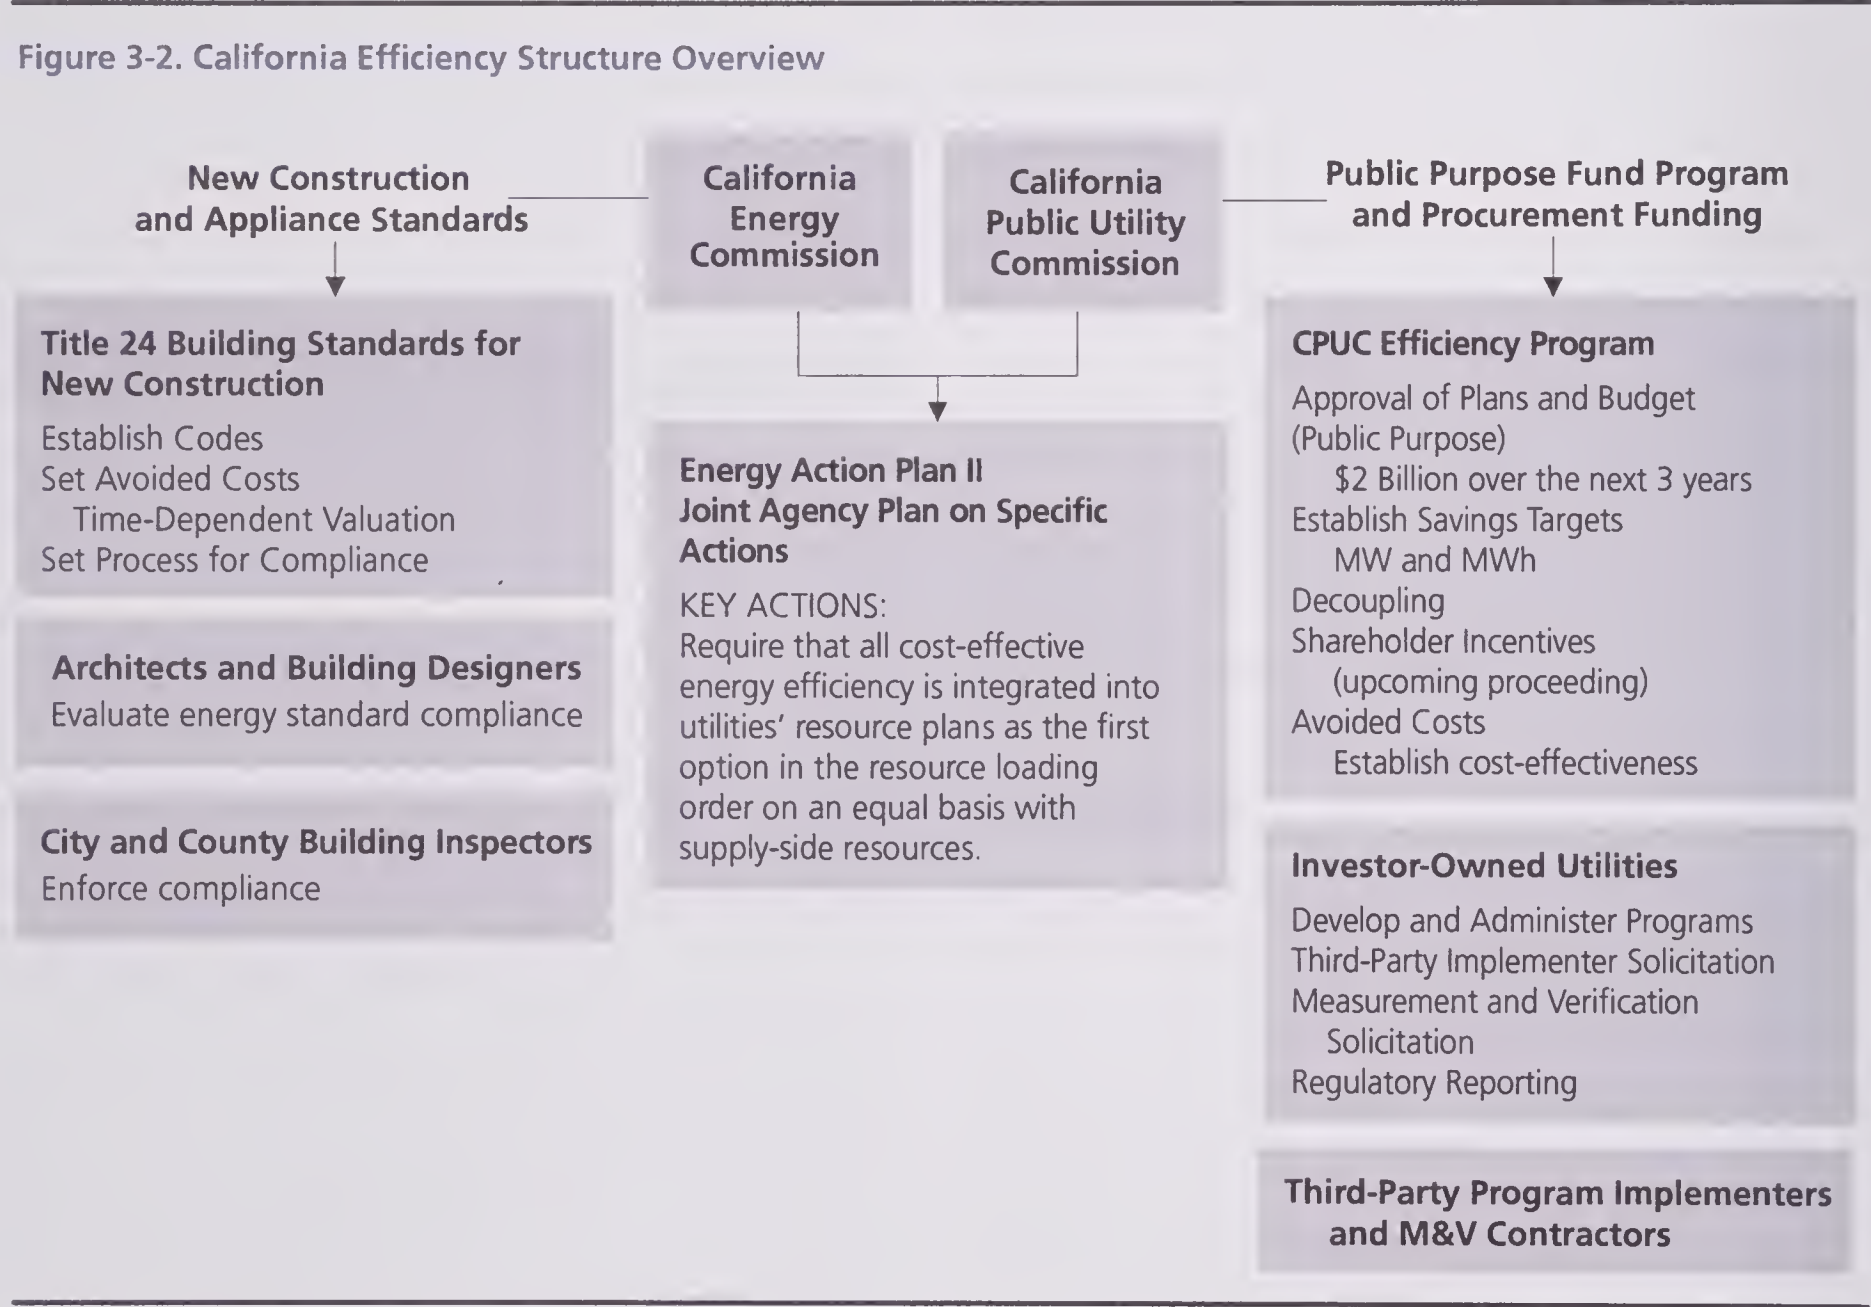 Figure 3-2. California Efficiency Structure Overview
New Construction
and Appliance Standards
California
Energy
Commission
California
Public Utility
Commission
Public Purpose Fund Program
and Procurement Funding
Title 24 Building Standards for
New Construction
Establish Codes
Set Avoided Costs
Time-Dependent Valuation
Set Process for Compliance
Architects and Building Designers
Evaluate energy standard compliance
City and County Building Inspectors
Enforce compliance
Energy Action Plan II
Joint Agency Plan on Specific
Actions
KEY ACTIONS:
Require that all cost-effective
energy efficiency is integrated into
utilities' resource plans as the first
option in the resource loading
order on an equal basis with
supply-side resources.
CPUC Efficiency Program
Approval of Plans and Budget
(Public Purpose)
$2 Billion over the next 3 years
Establish Savings Targets
MW and MWh
Decoupling
Shareholder Incentives
(upcoming proceeding)
Avoided Costs
Establish cost-effectiveness
Investor-Owned Utilities
Develop and Administer Programs
Third-Party Implementer Solicitation
Measurement and Verification
Solicitation
Regulatory Reporting
Third-Party Program Implementers
and M&V Contractors